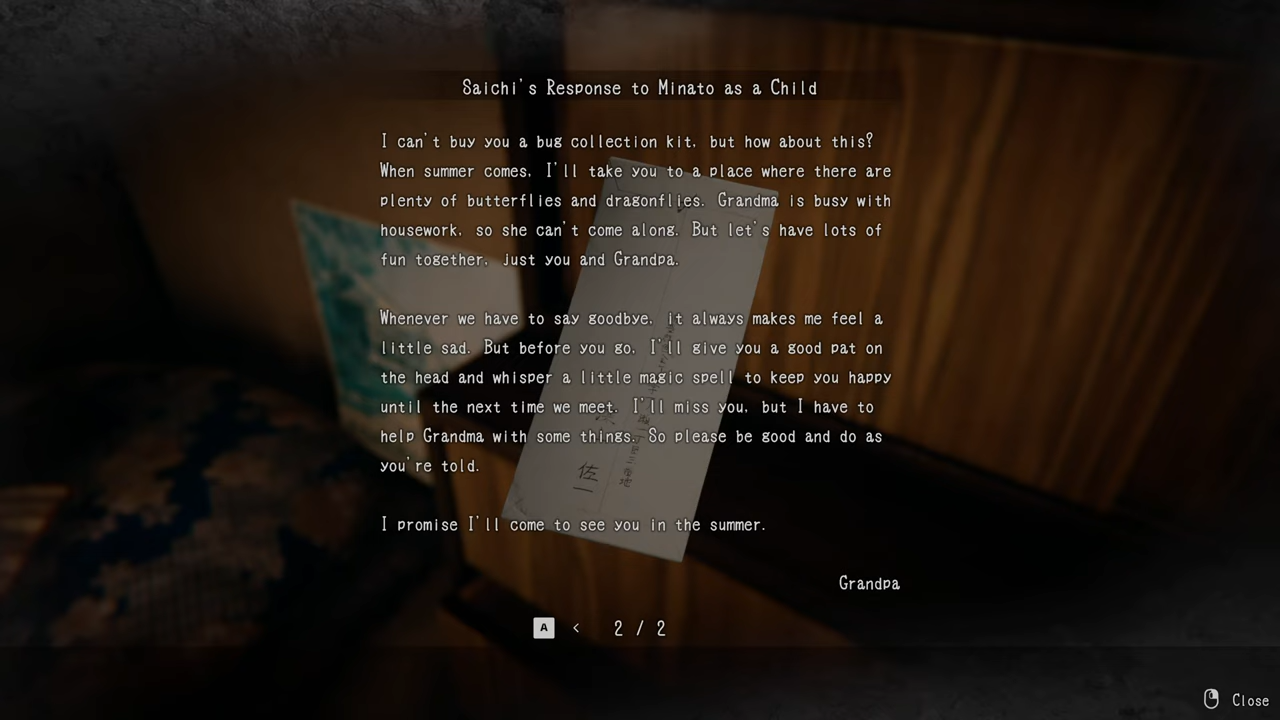 Saichi's Response to Minato as a Child
I can't buy you a bug collection kit, but how about this?
When summer comes, I'll take you to a place where there are
plenty of butterflies and dragonflies. Grandma is busy with
housework, so she can't come along. But let's have lots of
fun together, just you and Grandpa.
Whenever we have to say goodbye, it always makes me feel a
little sad. But before you go, I'll give you a good pat on
the head and whisper a little magic spell to keep you happy
until the next time we meet. I'll miss you, but I have to
help Grandma with some things. So please be good and do as
you're told.
I promise I'll come to see you in the summer.
Grandpa
佐一
A < 2 / 2
Close